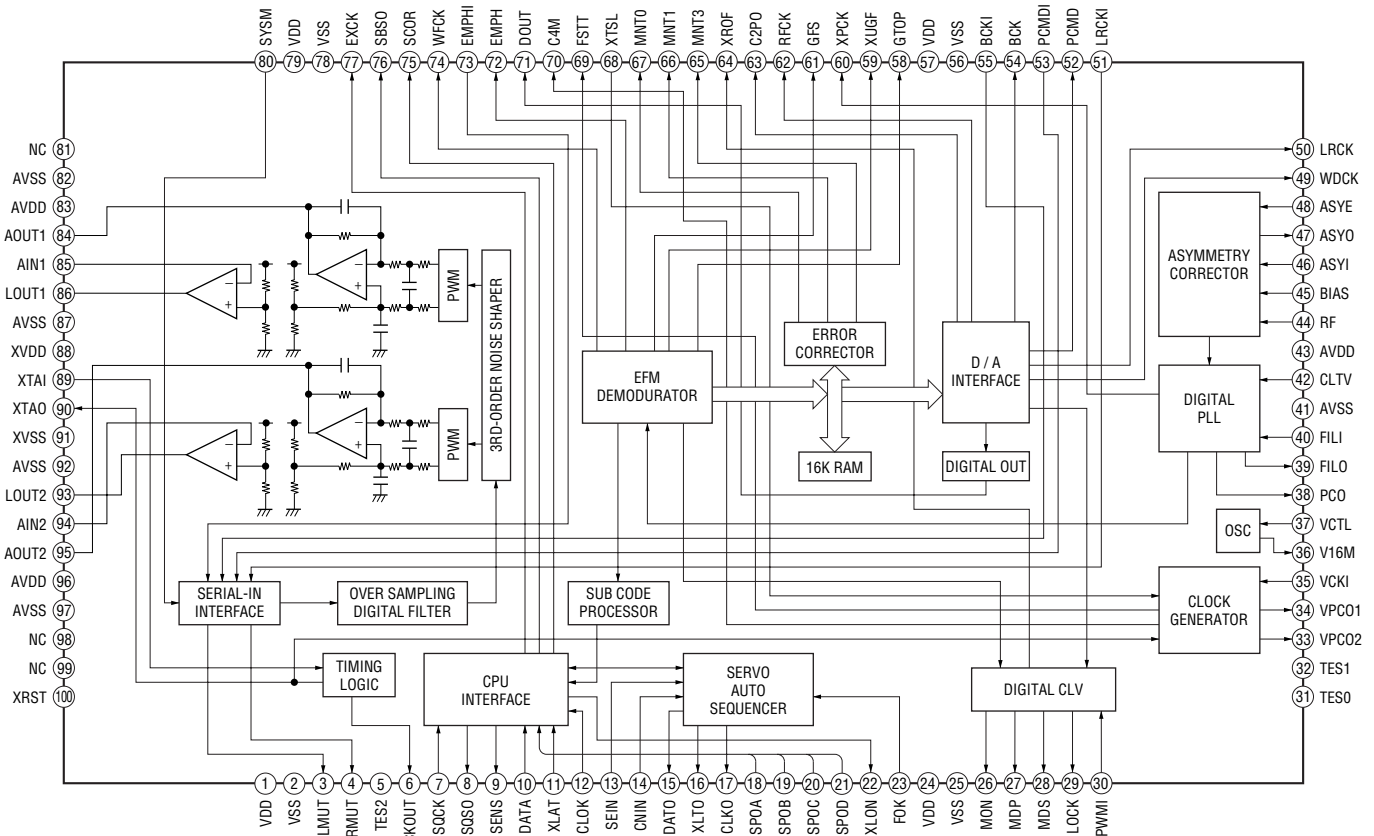 SYSM
VDD
VSS
EXCK
SBSO
SCOR
WFCK
EMPHI
EMPH
DOUT
C4M
FSTT
XTSL
MNT0
MNT1
MNT3
XROF
C2PO
RFCK
GFS
XPCK
XUGF
GTOP
VDD
VSS
BCKI
BCK
PCMDI
PCMD
LRCKI
80 79 78 77 76 75 74 73 72 71 70 69 68 67 66 65 64 63 62 61 60 59 58 57 56 55 54 53 52 51
NC 81
AVSS 82
AVDD 83
AOUT1 84
AIN1 85
LOUT1 86
AVSS 87
XVDD 88
XTAI 89
XTAO 90
XVSS 91
AVSS 92
LOUT2 93
AIN2 94
AOUT2 95
AVDD 96
AVSS 97
NC 98
NC 99
XRST 100
50 LRCK
49 WDCK
48 ASYE
47 ASYO
46 ASYI
45 BIAS
44 RF
43 AVDD
42 CLTV
41 AVSS
40 FILI
39 FILO
38 PCO
37 VCTL
36 V16M
35 VCKI
34 VPCO1
33 VPCO2
32 TES1
31 TES0
−
+
−
+
PWM
−
+
−
+
PWM
3RD-ORDER NOISE SHAPER
ERROR
CORRECTOR
EFM
DEMODURATOR
D / A
INTERFACE
16K RAM
DIGITAL OUT
ASYMMETRY
CORRECTOR
DIGITAL
PLL
OSC
CLOCK
GENERATOR
SERIAL-IN
INTERFACE
OVER SAMPLING
DIGITAL FILTER
SUB CODE
PROCESSOR
TIMING
LOGIC
CPU
INTERFACE
SERVO
AUTO
SEQUENCER
DIGITAL CLV
1 2 3 4 5 6 7 8 9 10 11 12 13 14 15 16 17 18 19 20 21 22 23 24 25 26 27 28 29 30
VDD
VSS
LMUT
RMUT
TES2
CKOUT
SQCK
SQSO
SENS
DATA
XLAT
CLOK
SEIN
CNIN
DATO
XLTO
CLKO
SPOA
SPOB
SPOC
SPOD
XLON
FOK
VDD
VSS
MON
MDP
MDS
LOCK
PWMI